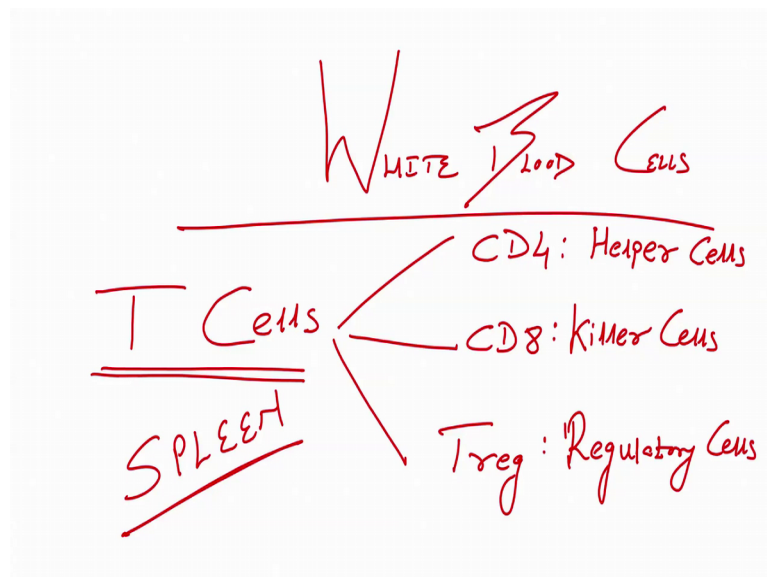 WHITE BLOOD CELLS
CD4: Helper Cells
T Cells
CD8: Killer Cells
SPLEEN
Treg: Regulatory Cells